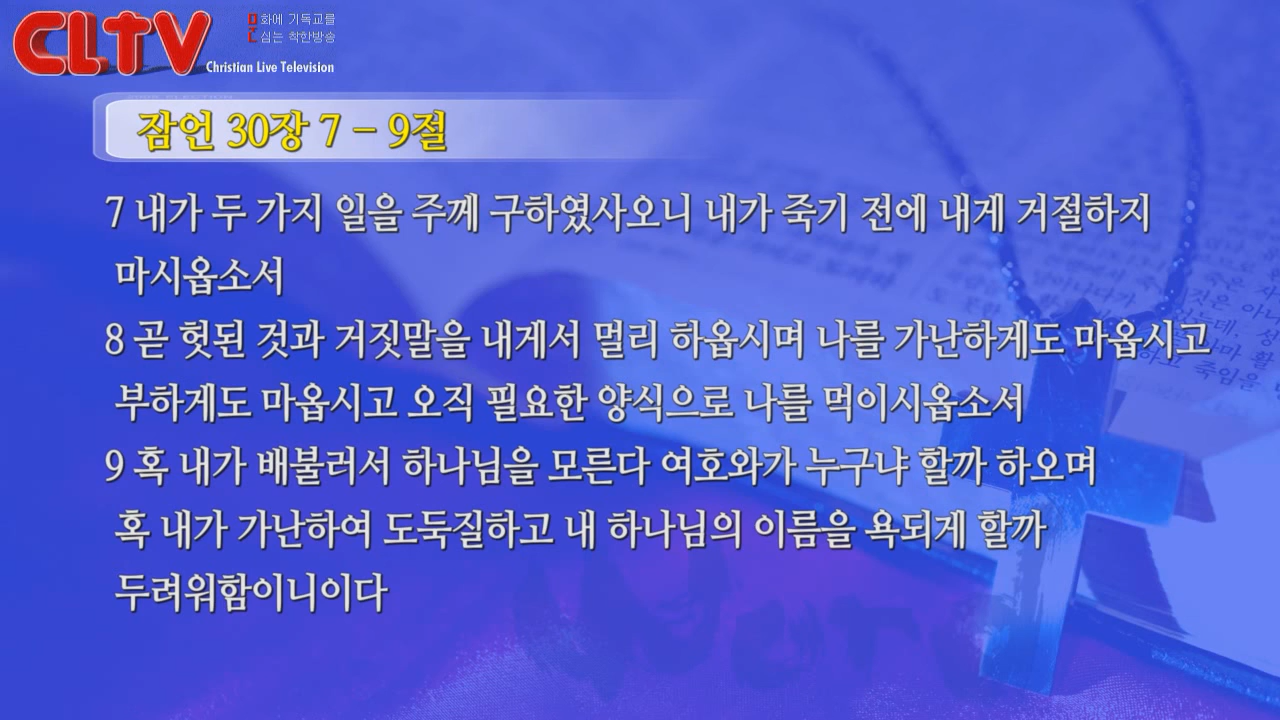 CLTV
문화에 기독교를
심는 착한방송
Christian Live Television
잠언 30장 7 - 9절
7 내가 두 가지 일을 주께 구하였사오니 내가 죽기 전에 내게 거절하지
마시옵소서
8 곧 헛된 것과 거짓말을 내게서 멀리 하옵시며 나를 가난하게도 마옵시고
부하게도 마옵시고 오직 필요한 양식으로 나를 먹이시옵소서
9 혹 내가 배불러서 하나님을 모른다 여호와가 누구냐 할까 하오며
혹 내가 가난하여 도둑질하고 내 하나님의 이름을 욕되게 할까
두려워함이니이다